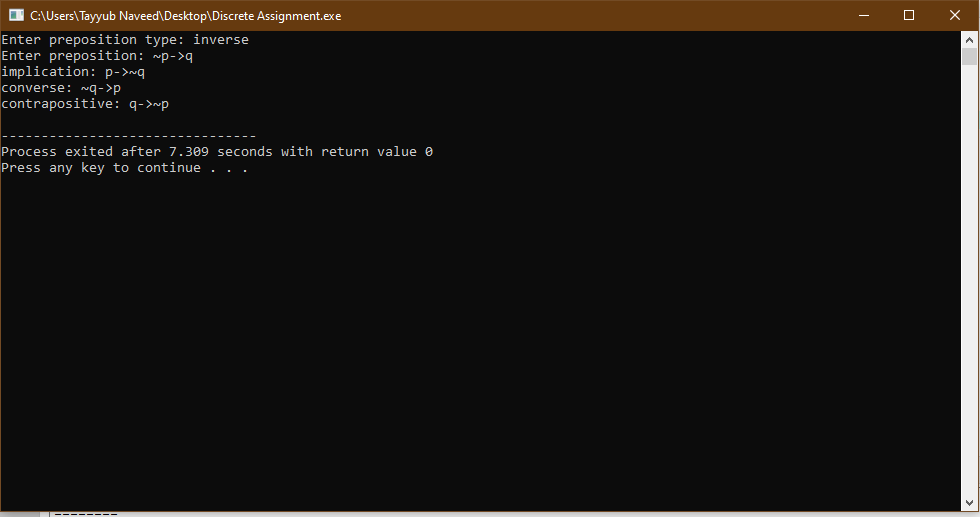 C:\Users\Tayyub Naveed\Desktop\Discrete Assignment.exe
Enter preposition type: inverse
Enter preposition: ~p->q
implication: p->~q
converse: ~q->p
contrapositive: q->~p
--------------------------------
Process exited after 7.309 seconds with return value 0
Press any key to continue . . .